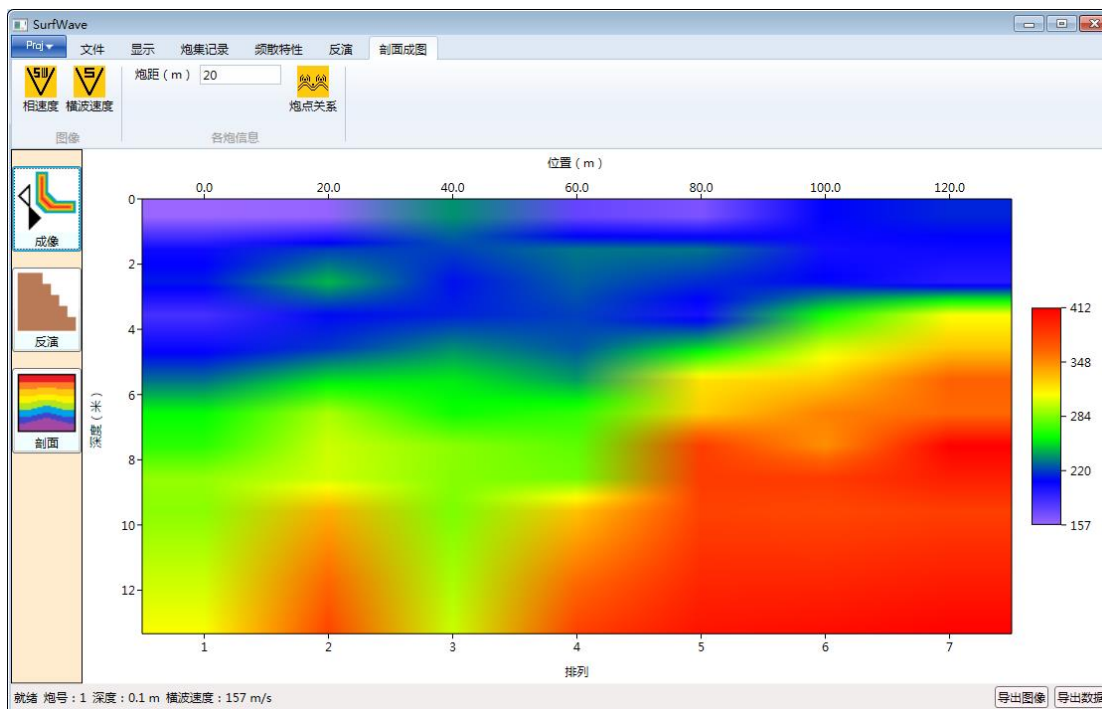 SurfWave
Proj 文件 显示 炮集记录 频散特性 反演 剖面成图
SW S 炮距（m） 20
相速度 横波速度 炮点关系
图像 各炮信息
成像
反演
剖面
位置（m）
0.0 20.0 40.0 60.0 80.0 100.0 120.0
0
2
4
6
8
10
12
深度（米）
412
348
284
220
157
1 2 3 4 5 6 7
排列
就绪 炮号：1 深度：0.1 m 横波速度：157 m/s 导出图像 导出数据